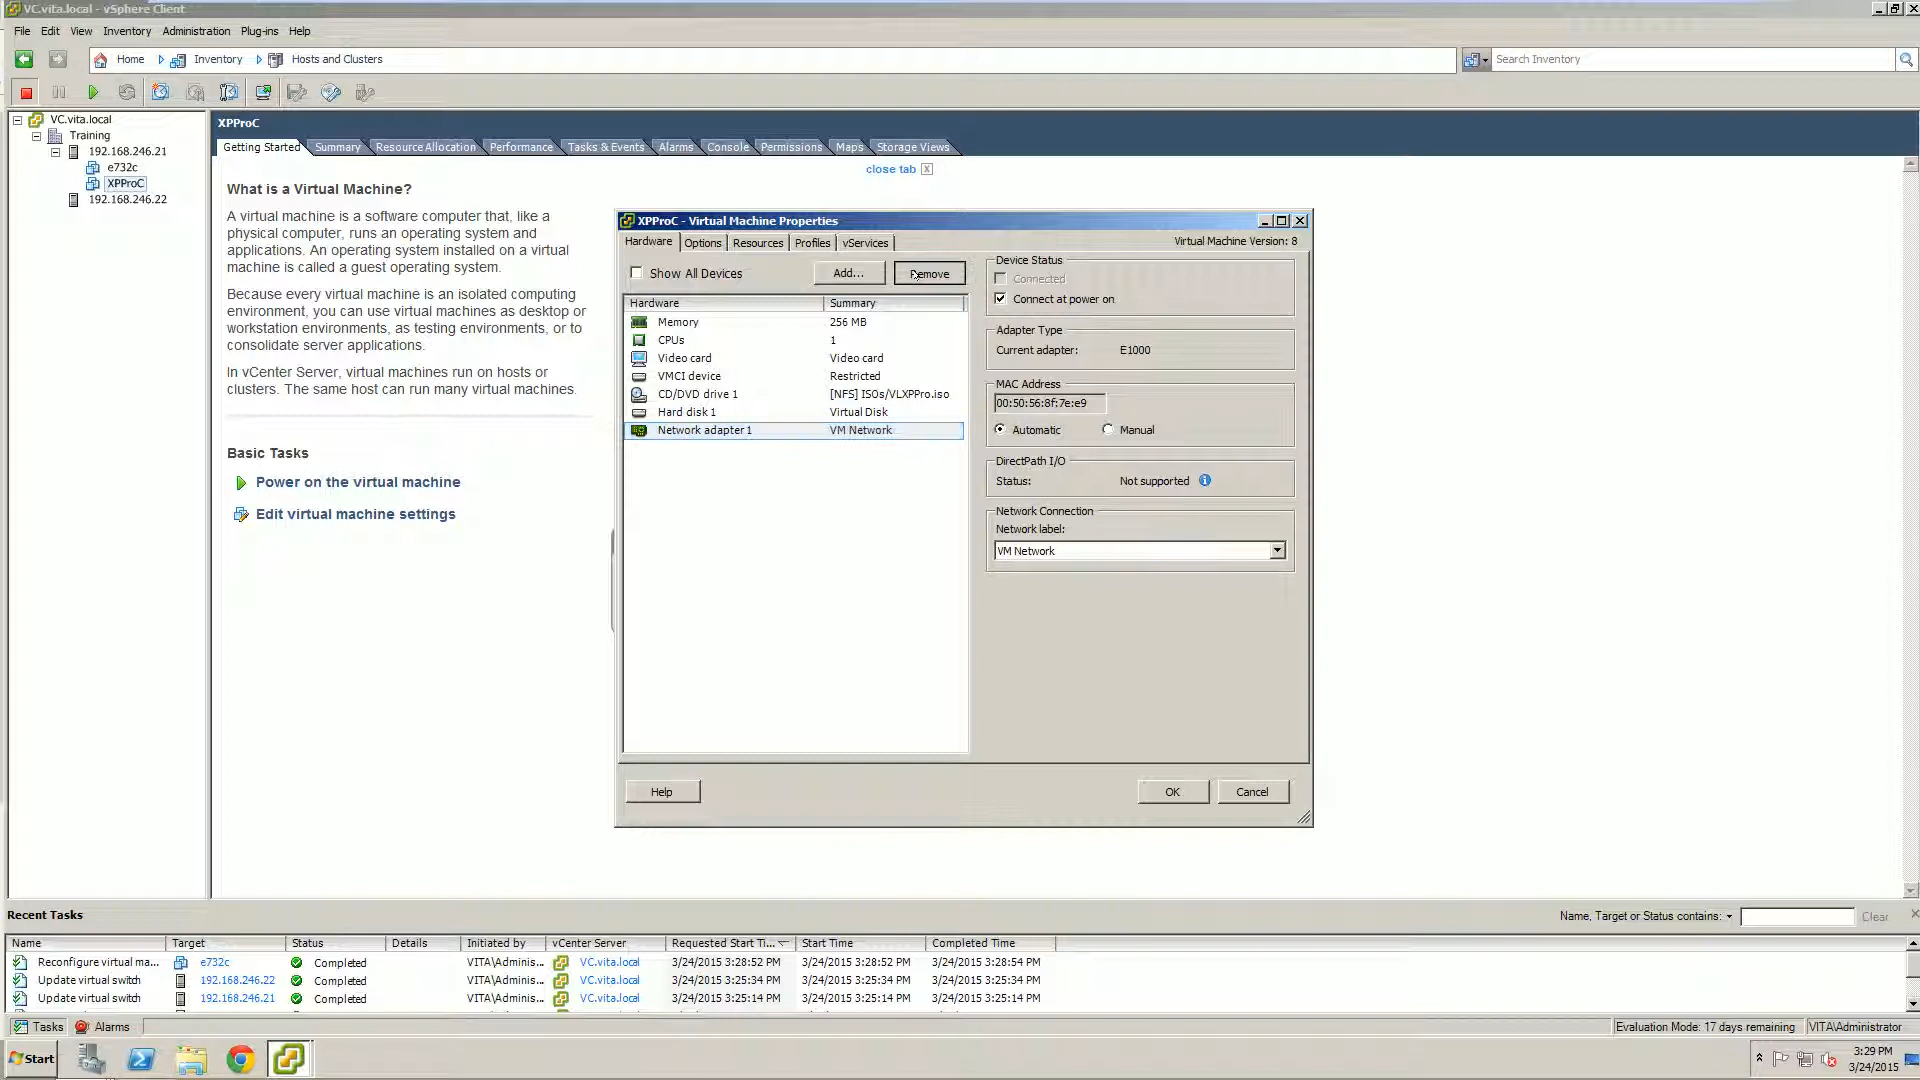 VC.vita.local - vSphere Client
File Edit View Inventory Administration Plug-ins Help
Home Inventory Hosts and Clusters Search Inventory
VC.vita.local
Training
192.168.246.21
e732c
XPProC
192.168.246.22
XPProC
Getting Started Summary Resource Allocation Performance Tasks & Events Alarms Console Permissions Maps Storage Views
close tab X
What is a Virtual Machine?
A virtual machine is a software computer that, like a
physical computer, runs an operating system and
applications. An operating system installed on a virtual
machine is called a guest operating system.
Because every virtual machine is an isolated computing
environment, you can use virtual machines as desktop or
workstation environments, as testing environments, or to
consolidate server applications.
In vCenter Server, virtual machines run on hosts or
clusters. The same host can run many virtual machines.
Basic Tasks
Power on the virtual machine
Edit virtual machine settings
XPProC - Virtual Machine Properties
Hardware Options Resources Profiles vServices Virtual Machine Version: 8
Show All Devices Add... Remove
Hardware Summary
Memory 256 MB
CPUs 1
Video card Video card
VMCI device Restricted
CD/DVD drive 1 [NFS] ISOs/VLXPPro.iso
Hard disk 1 Virtual Disk
Network adapter 1 VM Network
Device Status
Connected
Connect at power on
Adapter Type
Current adapter: E1000
MAC Address
00:50:56:8f:7e:e9
Automatic Manual
DirectPath I/O
Status: Not supported
Network Connection
Network label:
VM Network
Help OK Cancel
Recent Tasks Name, Target or Status contains: Clear
Name Target Status Details Initiated by vCenter Server Requested Start Ti... Start Time Completed Time
Reconfigure virtual ma... e732c Completed VITA\Adminis... VC.vita.local 3/24/2015 3:28:52 PM 3/24/2015 3:28:52 PM 3/24/2015 3:28:54 PM
Update virtual switch 192.168.246.22 Completed VITA\Adminis... VC.vita.local 3/24/2015 3:25:34 PM 3/24/2015 3:25:34 PM 3/24/2015 3:25:34 PM
Update virtual switch 192.168.246.21 Completed VITA\Adminis... VC.vita.local 3/24/2015 3:25:14 PM 3/24/2015 3:25:14 PM 3/24/2015 3:25:14 PM
Tasks Alarms Evaluation Mode: 17 days remaining VITA\Administrator
Start 3:29 PM
3/24/2015